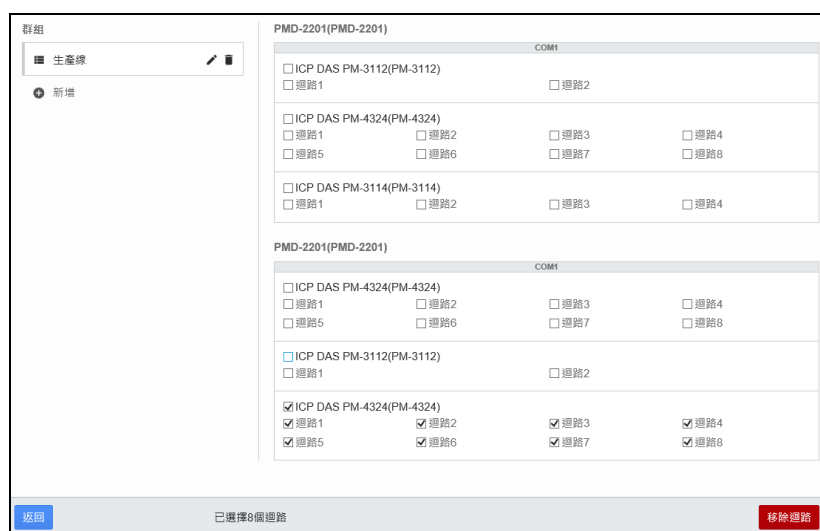 群組
生產線
新增
PMD-2201(PMD-2201)
COM1
ICP DAS PM-3112(PM-3112)
迴路1 迴路2
ICP DAS PM-4324(PM-4324)
迴路1 迴路2 迴路3 迴路4
迴路5 迴路6 迴路7 迴路8
ICP DAS PM-3114(PM-3114)
迴路1 迴路2 迴路3 迴路4
PMD-2201(PMD-2201)
COM1
ICP DAS PM-4324(PM-4324)
迴路1 迴路2 迴路3 迴路4
迴路5 迴路6 迴路7 迴路8
ICP DAS PM-3112(PM-3112)
迴路1 迴路2
ICP DAS PM-4324(PM-4324)
迴路1 迴路2 迴路3 迴路4
迴路5 迴路6 迴路7 迴路8
返回 已選擇8個迴路 移除迴路